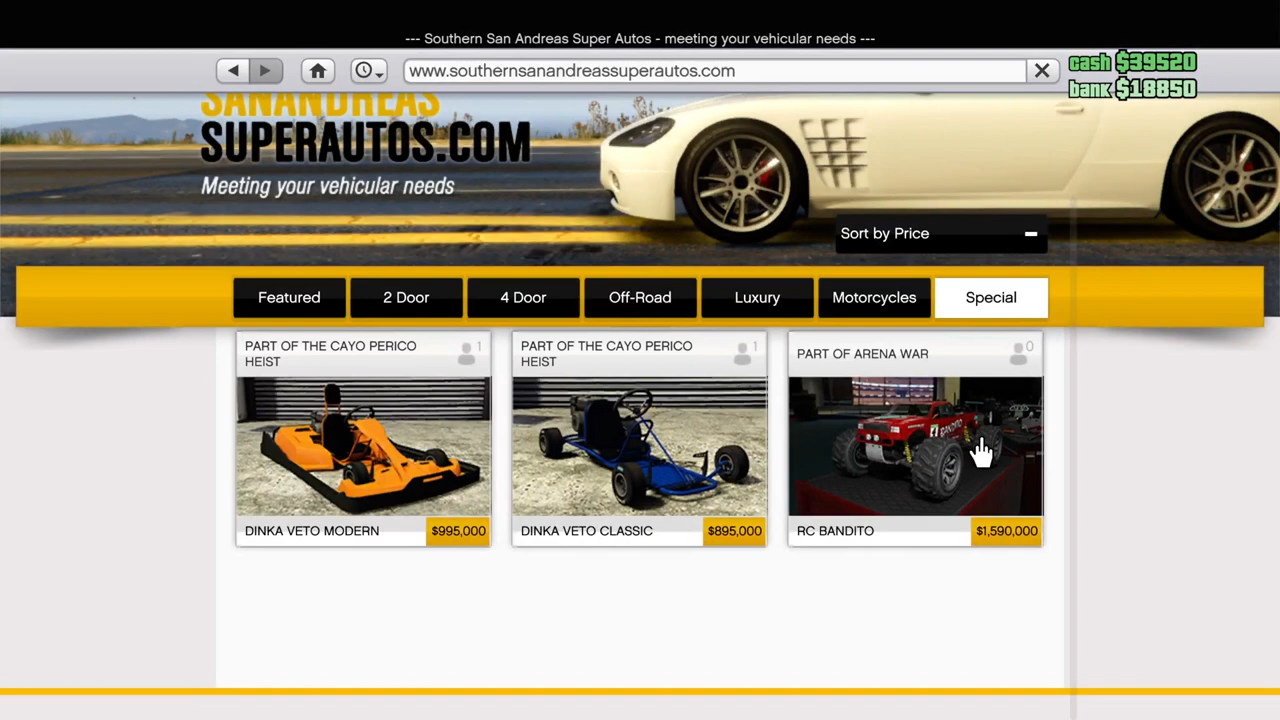 --- Southern San Andreas Super Autos - meeting your vehicular needs ---
www.southernsanandreassuperautos.com
cash $39520
bank $18850
SANANDREAS
SUPERAUTOS.COM
Meeting your vehicular needs
Sort by Price
Featured
2 Door
4 Door
Off-Road
Luxury
Motorcycles
Special
PART OF THE CAYO PERICO
HEIST
1
DINKA VETO MODERN
$995,000
PART OF THE CAYO PERICO
HEIST
1
DINKA VETO CLASSIC
$895,000
PART OF ARENA WAR
0
BANDITO
RC BANDITO
$1,590,000